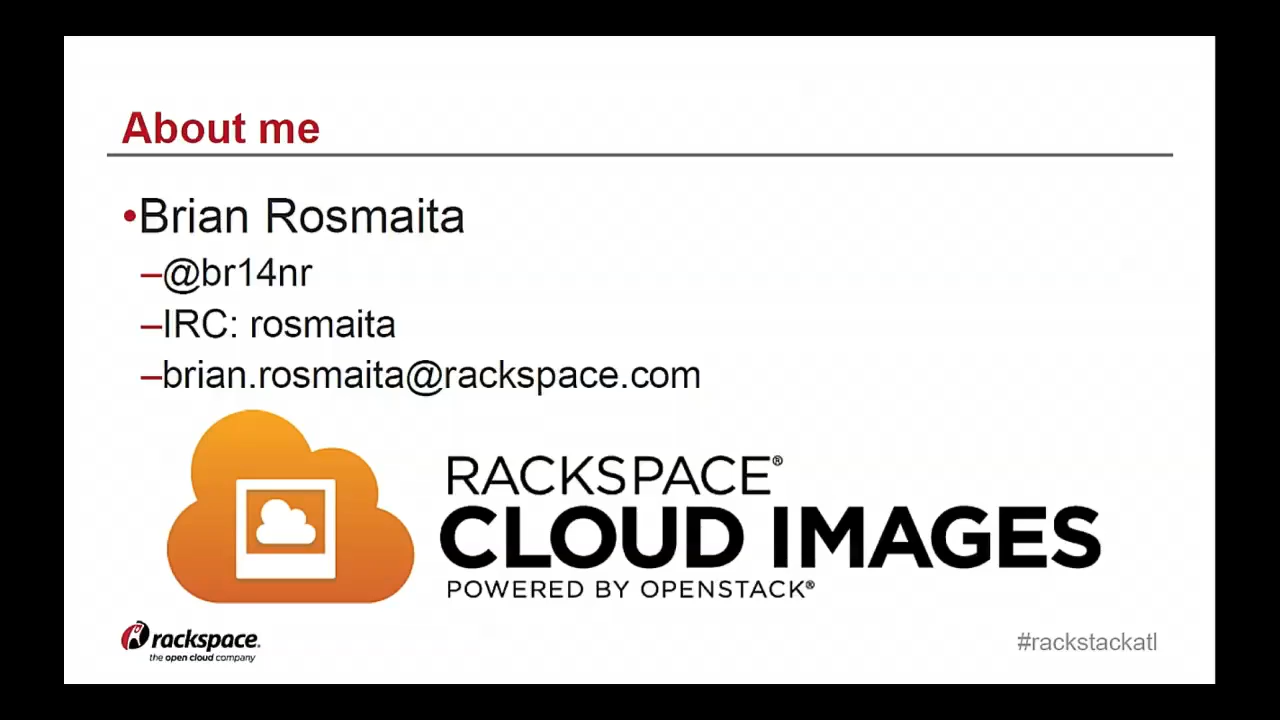 About me
•Brian Rosmaita
–@br14nr
–IRC: rosmaita
–brian.rosmaita@rackspace.com
RACKSPACE®
CLOUD IMAGES
POWERED BY OPENSTACK®
rackspace®
the open cloud company
#rackstackatl